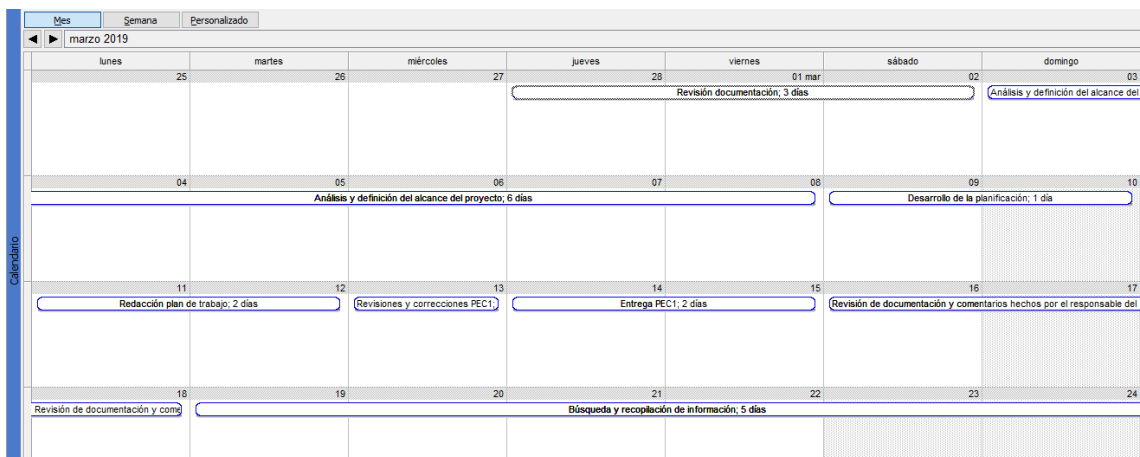 Mes Semana Personalizado
marzo 2019
lunes martes miércoles jueves viernes sábado domingo
25 26 27 28 01 mar 02 03
Revisión documentación; 3 días Análisis y definición del alcance del
04 05 06 07 08 09 10
Análisis y definición del alcance del proyecto; 6 días Desarrollo de la planificación; 1 día
11 12 13 14 15 16 17
Redacción plan de trabajo; 2 días Revisiones y correcciones PEC1; Entrega PEC1; 2 días Revisión de documentación y comentarios hechos por el responsable del
18 19 20 21 22 23 24
Revisión de documentación y come Búsqueda y recopilación de información; 5 días
Calendario